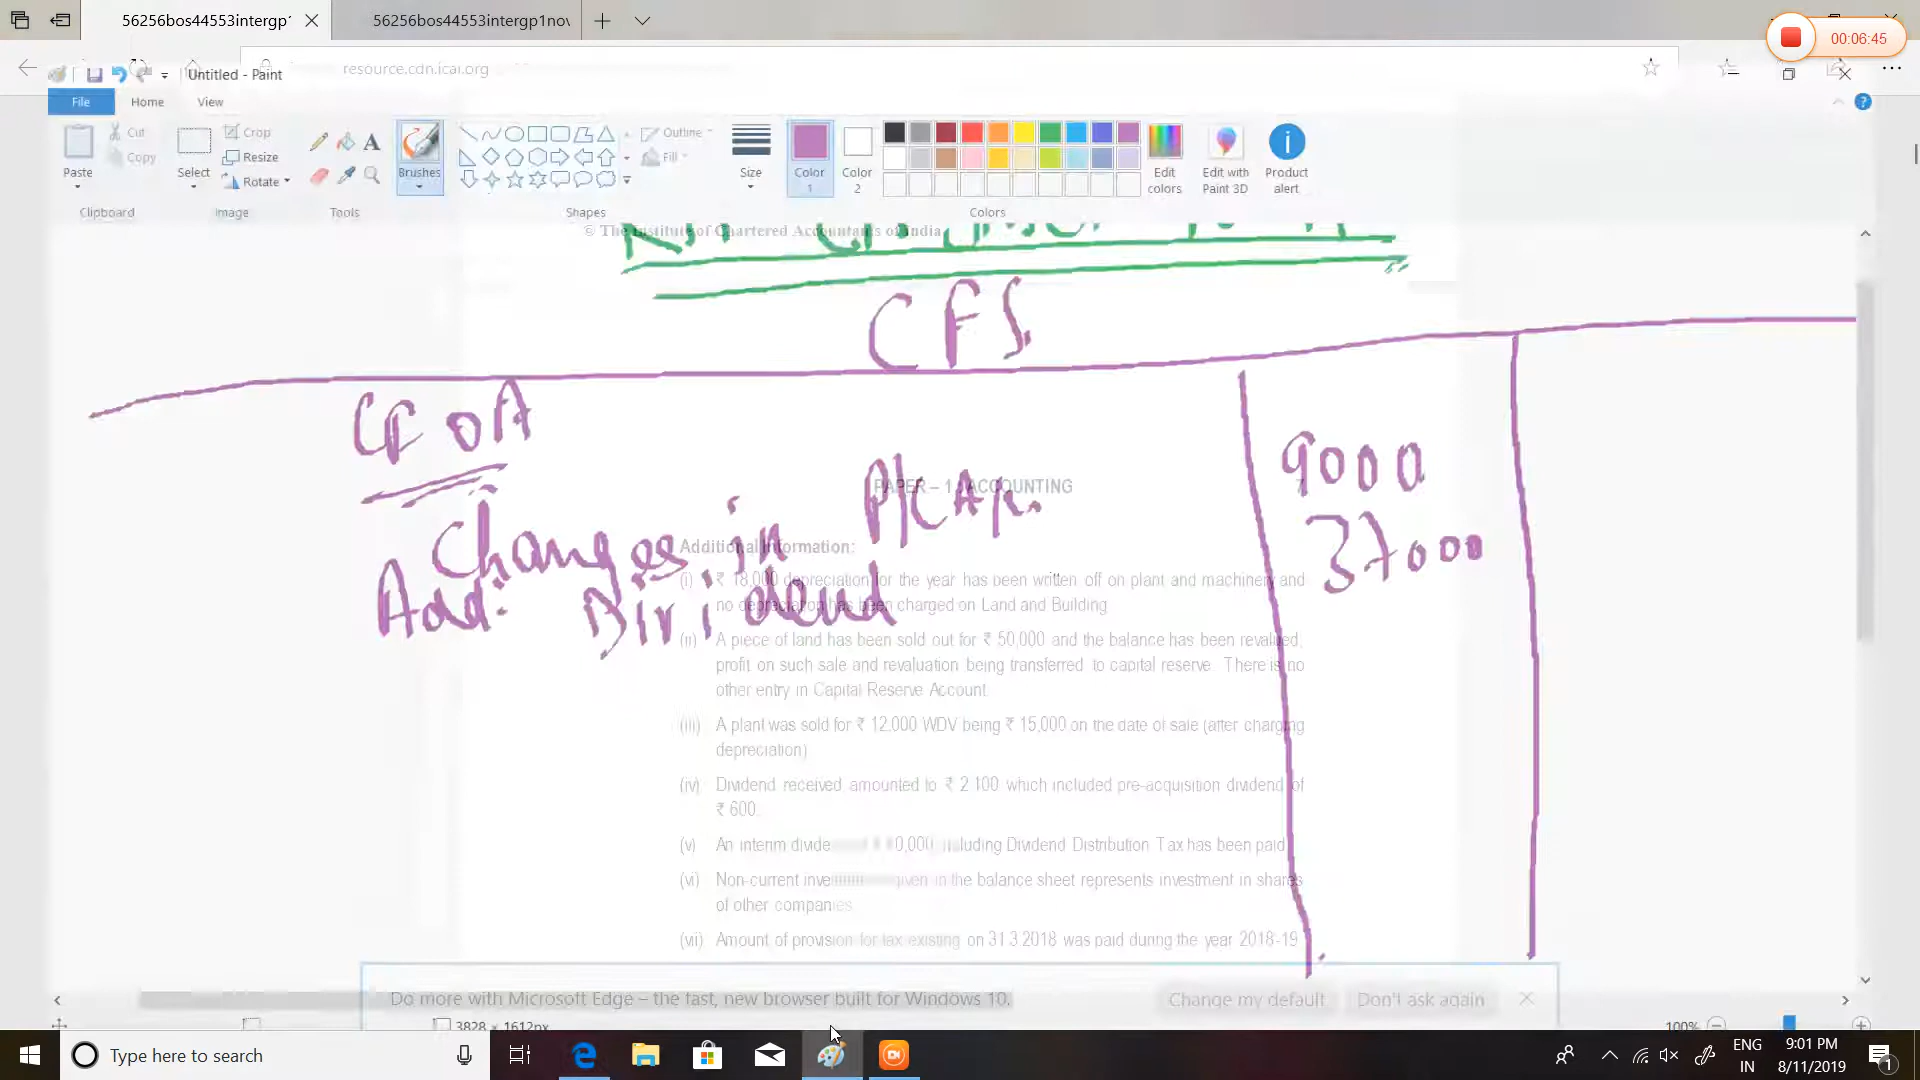 56256bos44553intergp1
56256bos44553intergp1nov
00:06:45
Untitled - Paint
resource.cdn.icai.org
File Home View
Paste
Cut
Copy
Clipboard
Select
Crop
Resize
Rotate
Image
Tools
Brushes
Shapes
Outline
Fill
Size
Color 1
Color 2
Colors
Edit colors
Edit with Paint 3D
Product alert
© The Institute of Chartered Accountants of India
CFS.
CFOA
Changes in P/L A/c. 9000
Add: Dividend 37000
PAPER – 1 : ACCOUNTING 7
Additional Information:
(i) ₹ 18,000 depreciation for the year has been written off on plant and machinery and
no depreciation has been charged on Land and Building
(ii) A piece of land has been sold out for ₹ 50,000 and the balance has been revalued,
profit on such sale and revaluation being transferred to capital reserve. There is no
other entry in Capital Reserve Account.
(iii) A plant was sold for ₹ 12,000 WDV being ₹ 15,000 on the date of sale (after charging
depreciation)
(iv) Dividend received amounted to ₹ 2,100 which included pre-acquisition dividend of
₹ 600.
(v) An interim including Dividend Distribution Tax has been paid
(vi) Non-current given in the balance sheet represents investment in shares
of other companies
(vii) Amount of provision for tax existing on 31.3.2018 was paid during the year 2018-19
Do more with Microsoft Edge – the fast, new browser built for Windows 10.
Change my default
Don't ask again
3828 × 1612px
100%
Type here to search
ENG
IN
9:01 PM
8/11/2019
1